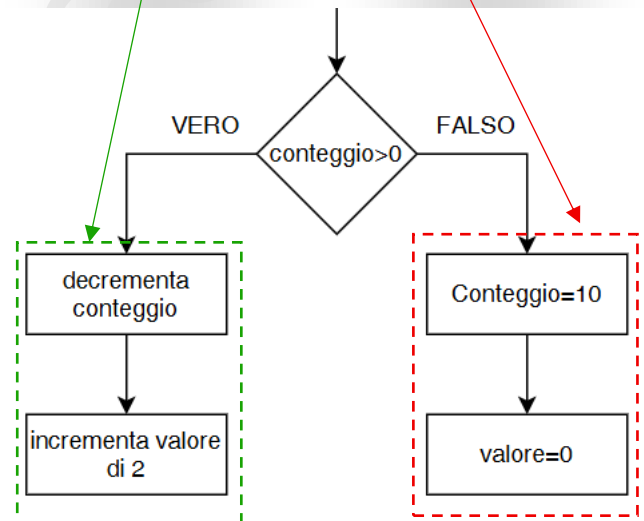 VERO
FALSO
conteggio>0
decrementa
conteggio
Conteggio=10
incrementa valore
di 2
valore=0